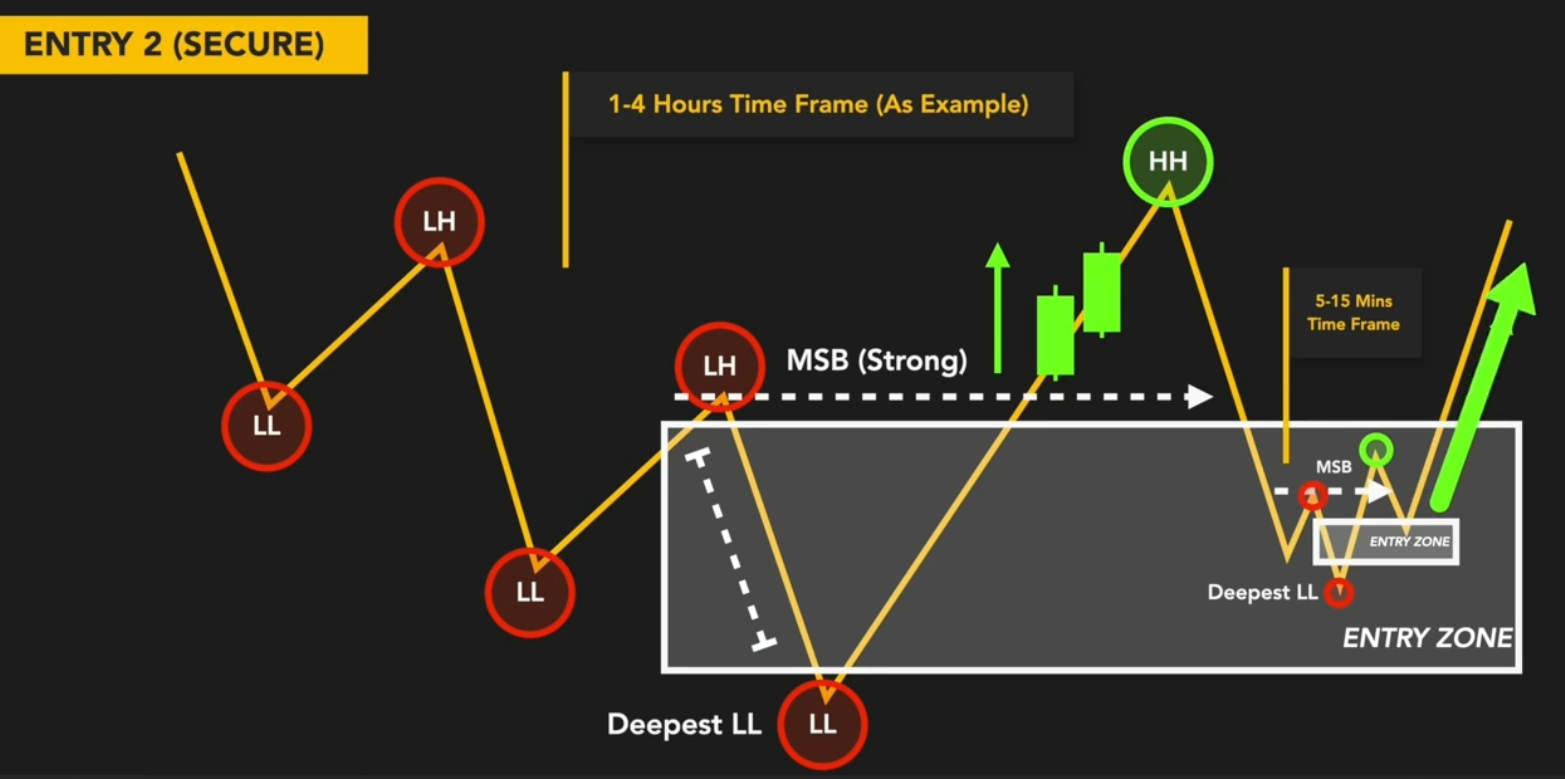 ENTRY 2 (SECURE)
1-4 Hours Time Frame (As Example)
HH
LH
5-15 Mins
Time Frame
LH
MSB (Strong)
LL
MSB
ENTRY ZONE
LL
Deepest LL
ENTRY ZONE
Deepest LL
LL